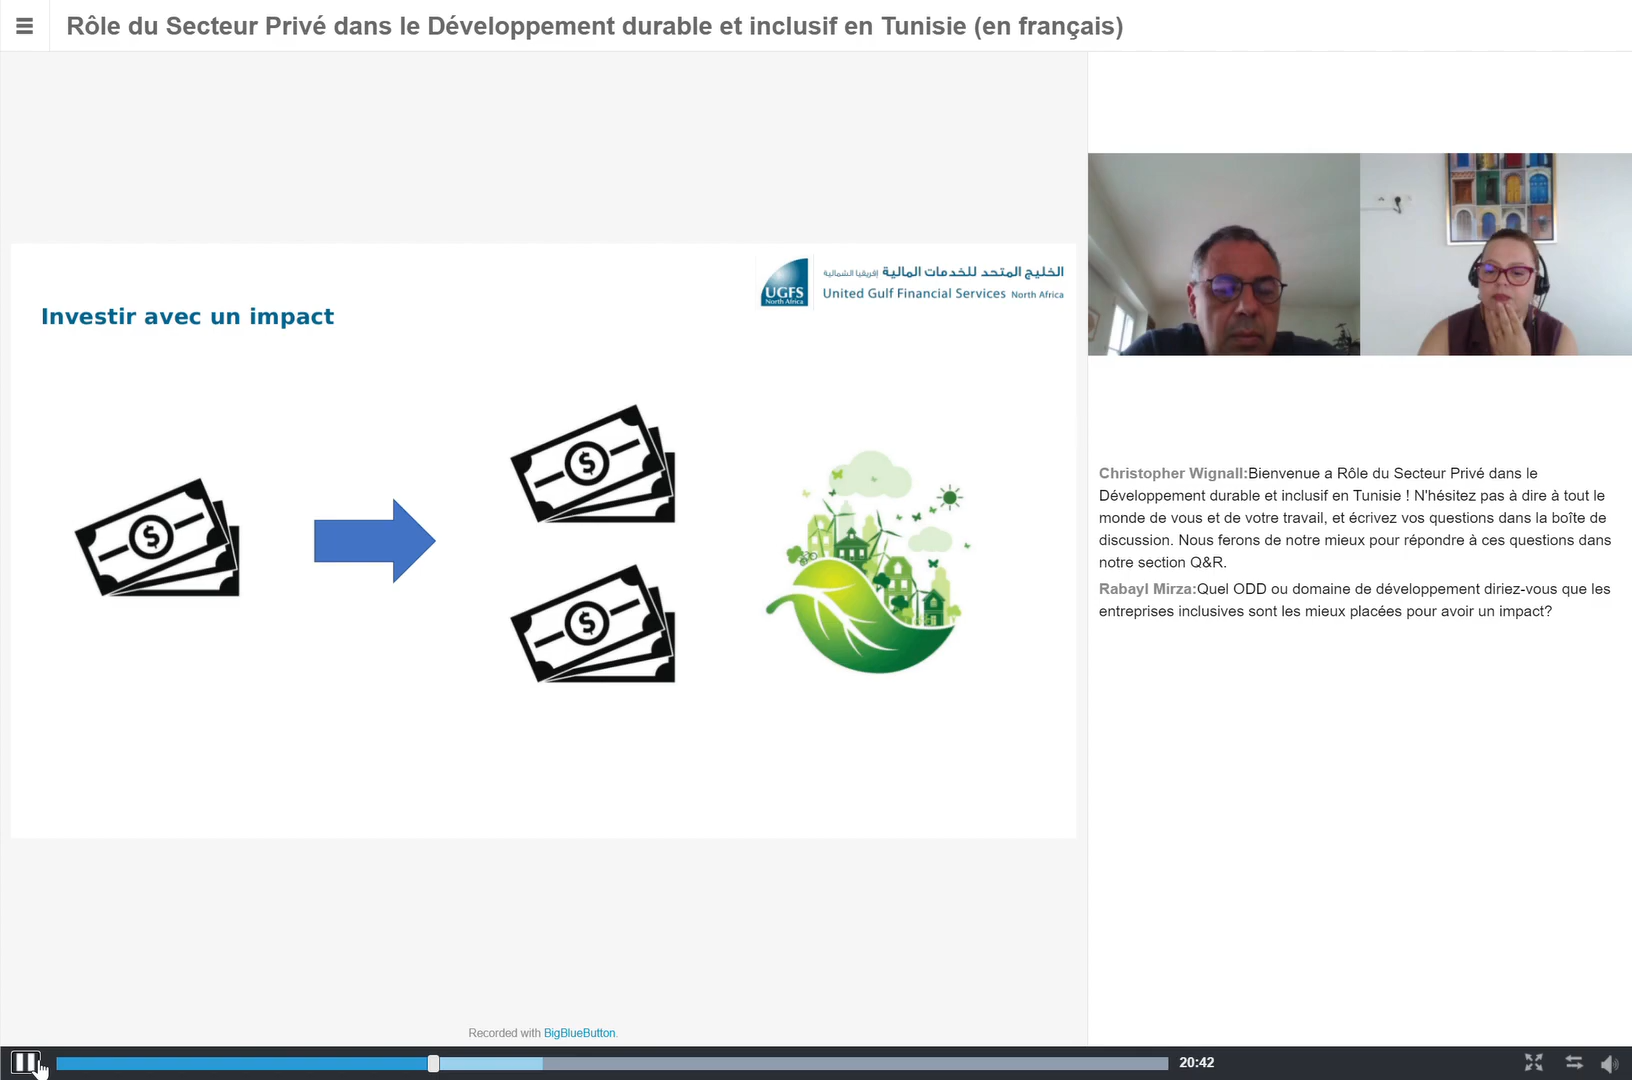 Rôle du Secteur Privé dans le Développement durable et inclusif en Tunisie (en français)
الخليج المتحد للخدمات المالية إفريقيا الشمالية
UGFS
North Africa
United Gulf Financial Services North Africa
Investir avec un impact
$
$
$
Christopher Wignall:Bienvenue a Rôle du Secteur Privé dans le
Développement durable et inclusif en Tunisie ! N'hésitez pas à dire à tout le
monde de vous et de votre travail, et écrivez vos questions dans la boîte de
discussion. Nous ferons de notre mieux pour répondre à ces questions dans
notre section Q&R.
Rabayl Mirza:Quel ODD ou domaine de développement diriez-vous que les
entreprises inclusives sont les mieux placées pour avoir un impact?
Recorded with BigBlueButton.
20:42